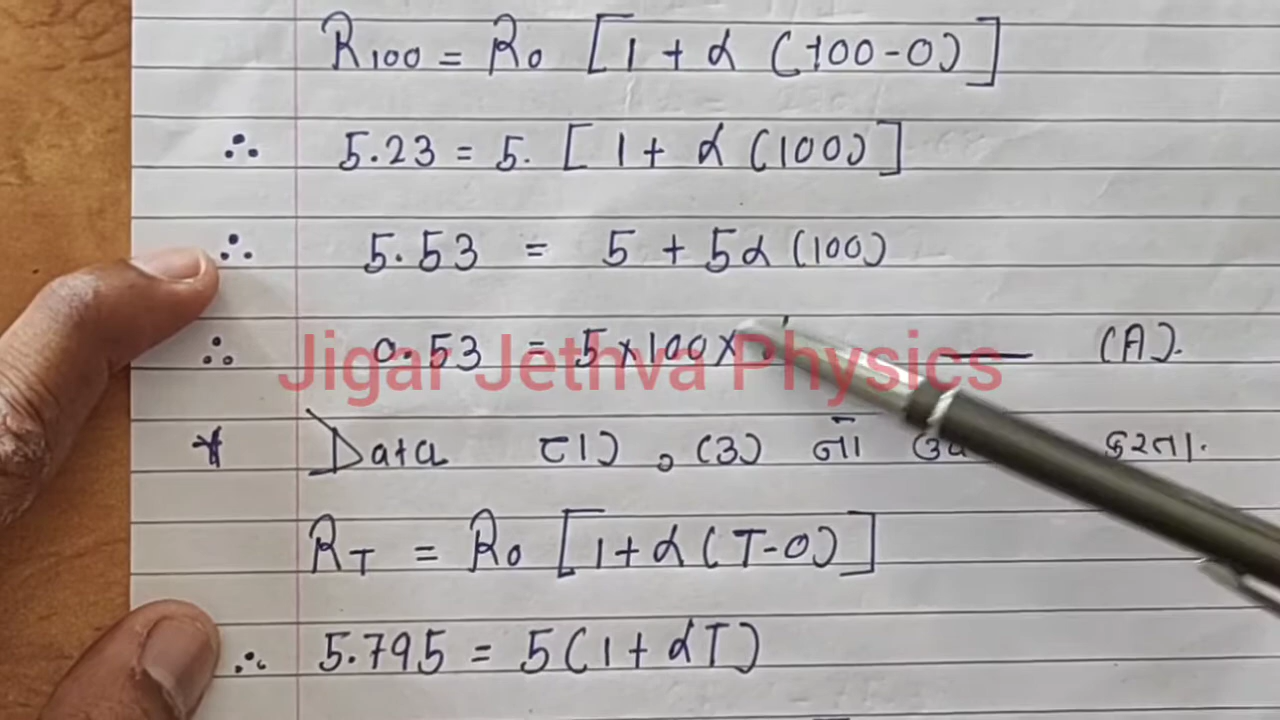 R₁₀₀ = R₀ [1 + α (100-0)]
∴ 5.23 = 5. [1 + α (100)]
∴ 5.53 = 5 + 5α (100)
∴ 0.53 = 5×100× — (A).
Jigar Jethva Physics
* Data (1), (3) નો કરતા.
R_T = R₀ [1+α(T-0)]
∴ 5.795 = 5(1+αT)